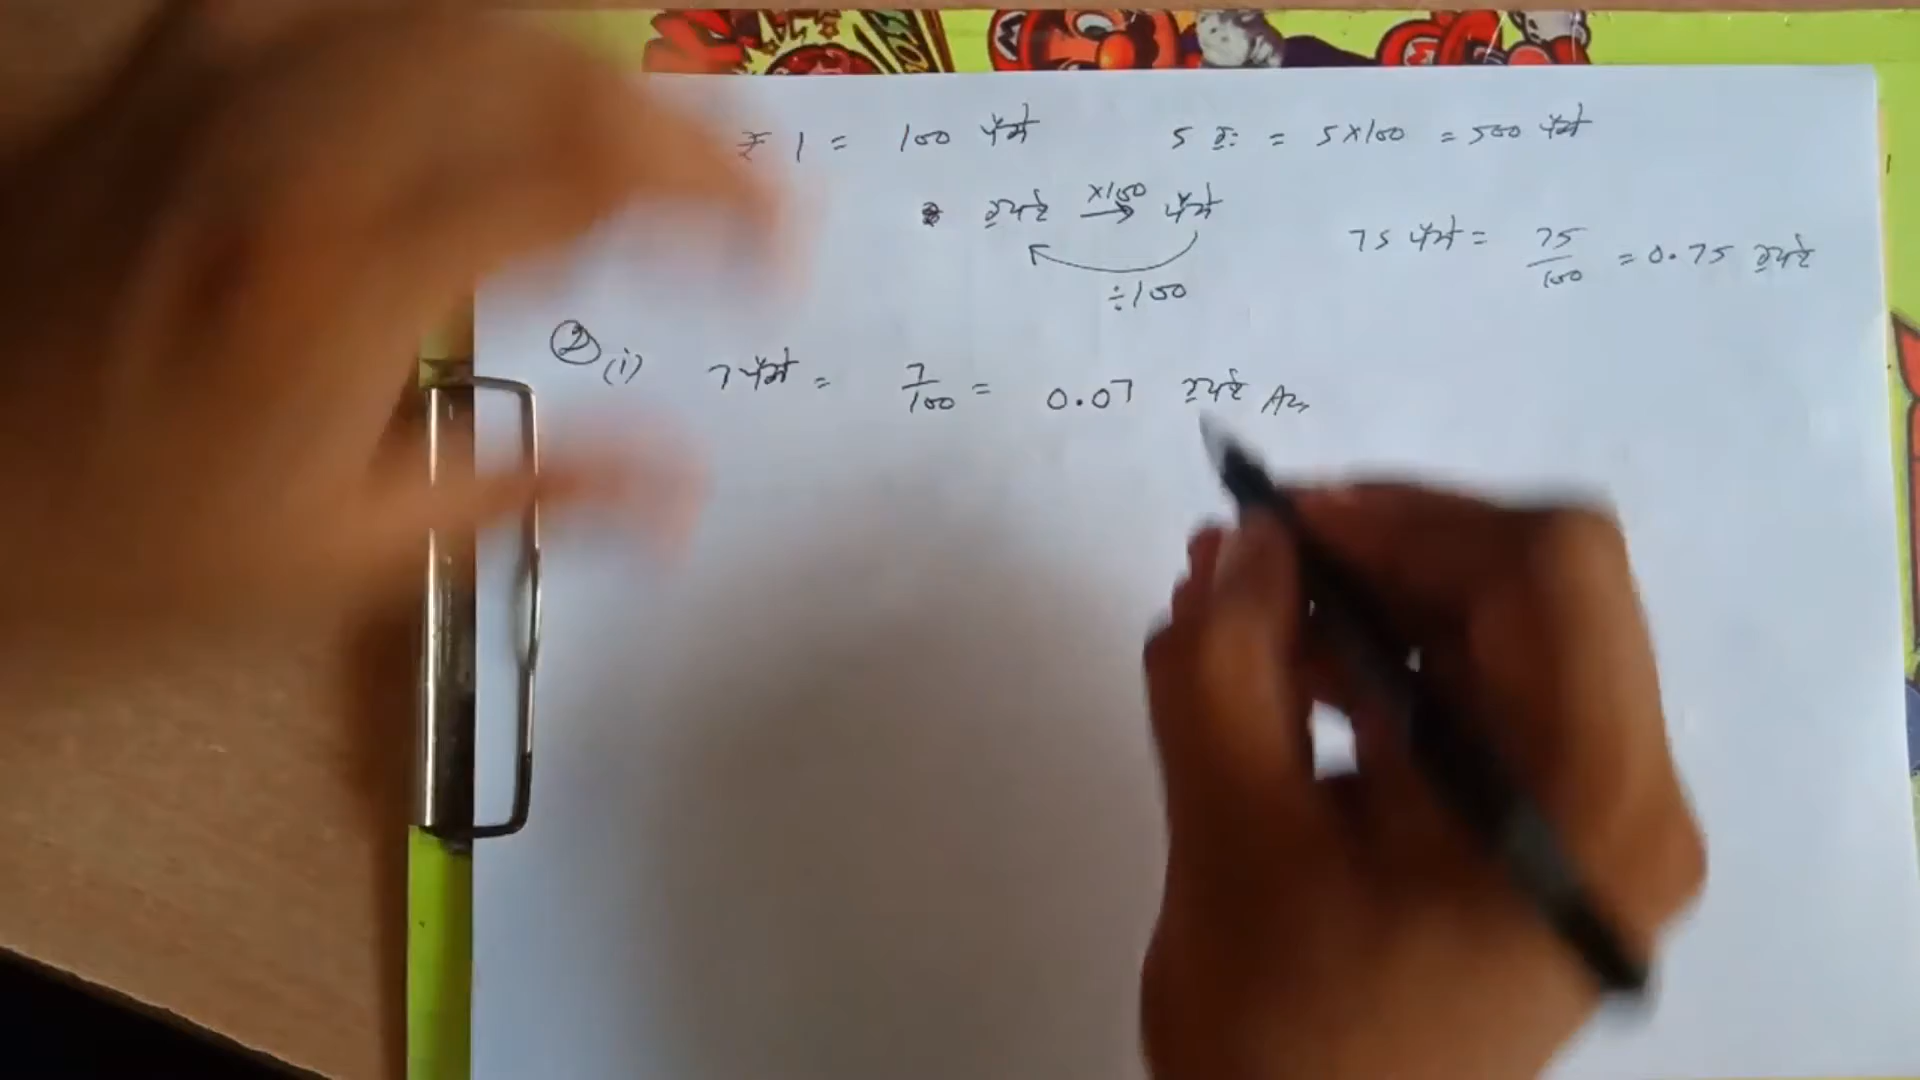 ₹ 1 = 100 पैसे 5 रु: = 5×100 = 500 पैसे
रुपये ×100 → पैसे
÷100
75 पैसे = 75/100 = 0.75 रुपये
② (i) 7 पैसे = 7/100 = 0.07 रुपये Ans